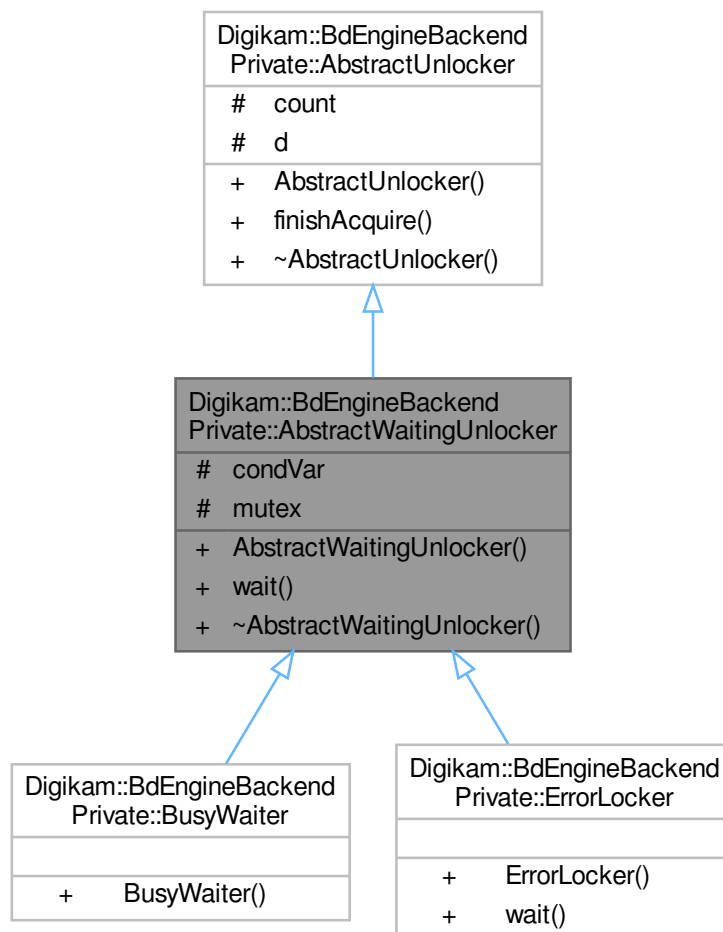 Digikam::BdEngineBackend
Private::AbstractUnlocker
# count
# d
+ AbstractUnlocker()
+ finishAcquire()
+ ~AbstractUnlocker()
Digikam::BdEngineBackend
Private::AbstractWaitingUnlocker
# condVar
# mutex
+ AbstractWaitingUnlocker()
+ wait()
+ ~AbstractWaitingUnlocker()
Digikam::BdEngineBackend
Private::BusyWaiter
+ BusyWaiter()
Digikam::BdEngineBackend
Private::ErrorLocker
+ ErrorLocker()
+ wait()